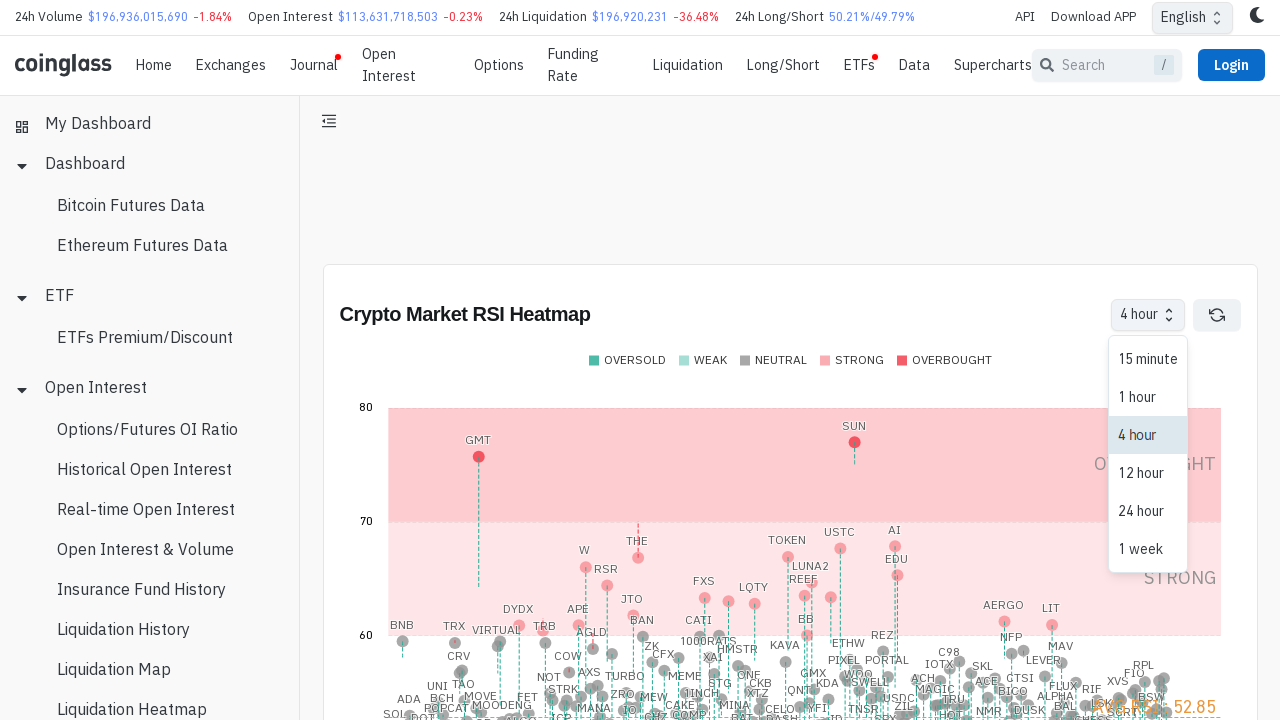 24h Volume $196,936,015,690 -1.84% Open Interest $113,631,718,503 -0.23% 24h Liquidation $196,920,231 -36.48% 24h Long/Short 50.21%/49.79% API Download APP English
coinglass Home Exchanges Journal Open Interest Options Funding Rate Liquidation Long/Short ETFs Data Supercharts Search / Login
My Dashboard
Dashboard
Bitcoin Futures Data
Ethereum Futures Data
ETF
ETFs Premium/Discount
Open Interest
Options/Futures OI Ratio
Historical Open Interest
Real-time Open Interest
Open Interest & Volume
Insurance Fund History
Liquidation History
Liquidation Map
Liquidation Heatmap
Crypto Market RSI Heatmap 4 hour
15 minute
1 hour
4 hour
12 hour
24 hour
1 week
OVERSOLD WEAK NEUTRAL STRONG OVERBOUGHT
80
SUN
GMT
70
STRONG
USTC AI
THE TOKEN
W EDU
RSR LUNA2
REEF
FXS LQTY
JTO AERGO LIT
DYDX APE
BNB TRX VIRTUAL TRB AGLD BAN CATI BB
60
1000RATS HMSTR KAVA ETHW REZ NFP
CRV COW ZK CFX XAI PIXEL PORTAL C98 LEVER MAV
IOTX SKL RPL
UNI TAO NOT AXS TURBO MEME STG ONE CKB GMX KDA WOO SWELL ACH ACE CTSI FIO
ADA BCH MOVE STRK ZRO MEW 1INCH XTZ QNT MAGIC BICO FLUX RIF XVS
SOL DOT UPCAT MOODENG FET MANA CAKE MINA CELO YFI TNSR USDC ZIL TRU NMR DUSK ALPHA BAL BSW
ICP IO CHZ COMP BAT DASH ID SPX HOT